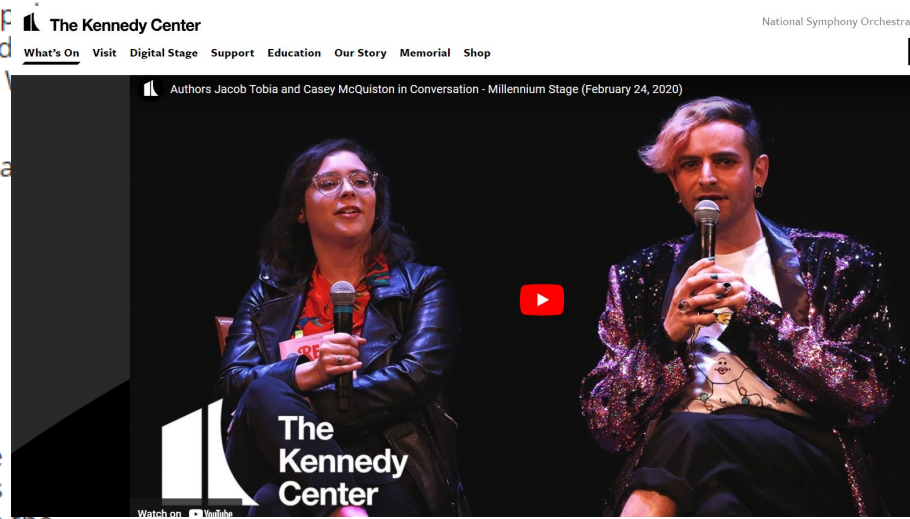 The Kennedy Center
National Symphony Orchestra
What's On Visit Digital Stage Support Education Our Story Memorial Shop
Authors Jacob Tobia and Casey McQuiston in Conversation - Millennium Stage (February 24, 2020)
The
Kennedy
Center
Watch on YouTube